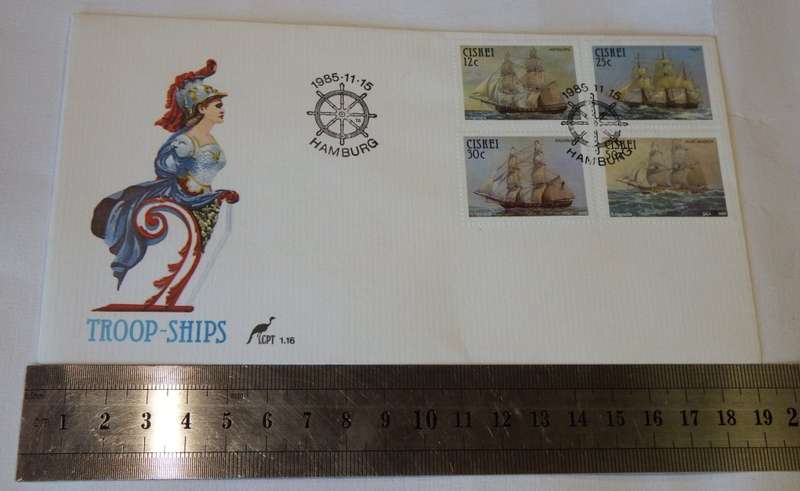 1985·11·15
HAMBURG
CISKEI
12c
CISKEI
25c
1985·11·15
HAMBURG
CISKEI
30c
TROOP-SHIPS
CPT 1.16
1 2 3 4 5 6 7 8 9 10 11 12 13 14 15 16 17 18 19 2